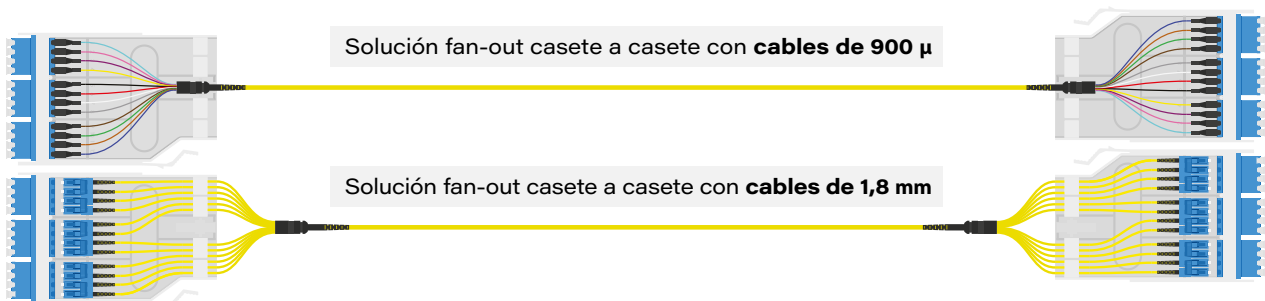 Solución fan-out casete a casete con cables de 900 µ
Solución fan-out casete a casete con cables de 1,8 mm